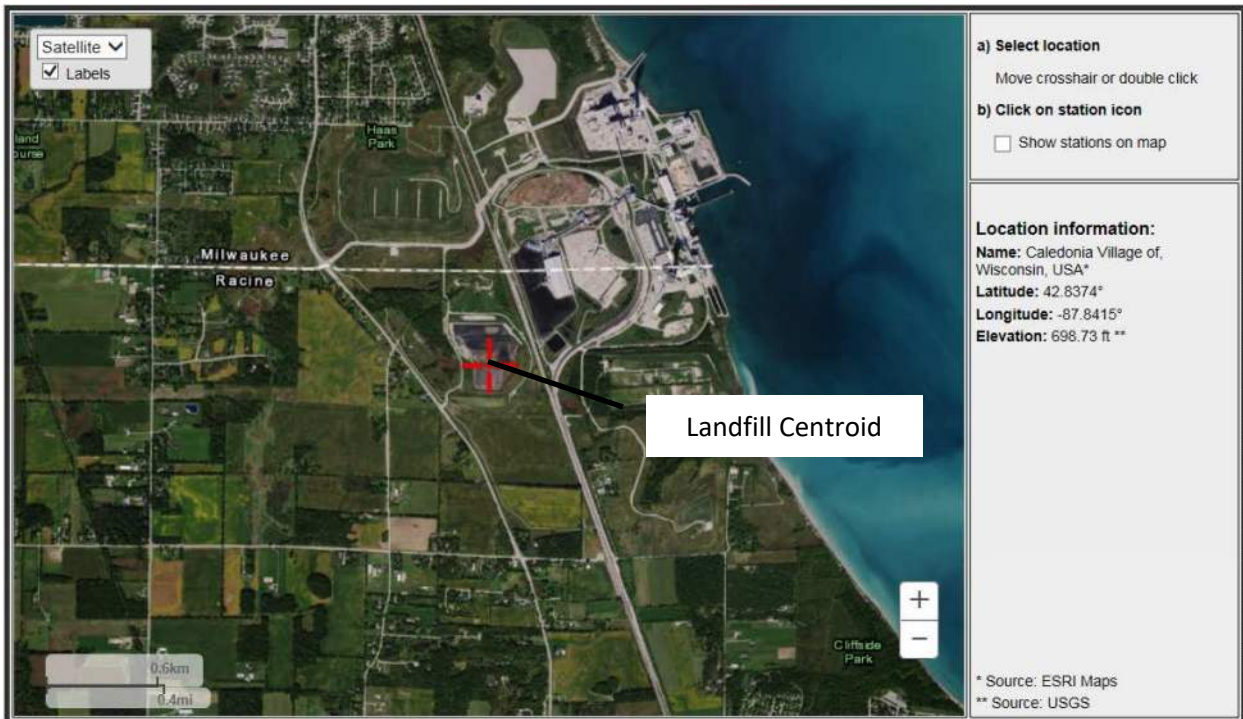 Satellite
Labels
land
ourse
Haas
Park
Milwaukee
Racine
Landfill Centroid
Cliffside
Park
0.6km
0.4mi
+
−
a) Select location
Move crosshair or double click
b) Click on station icon
Show stations on map
Location information:
Name: Caledonia Village of,
Wisconsin, USA*
Latitude: 42.8374°
Longitude: -87.8415°
Elevation: 698.73 ft **
* Source: ESRI Maps
** Source: USGS